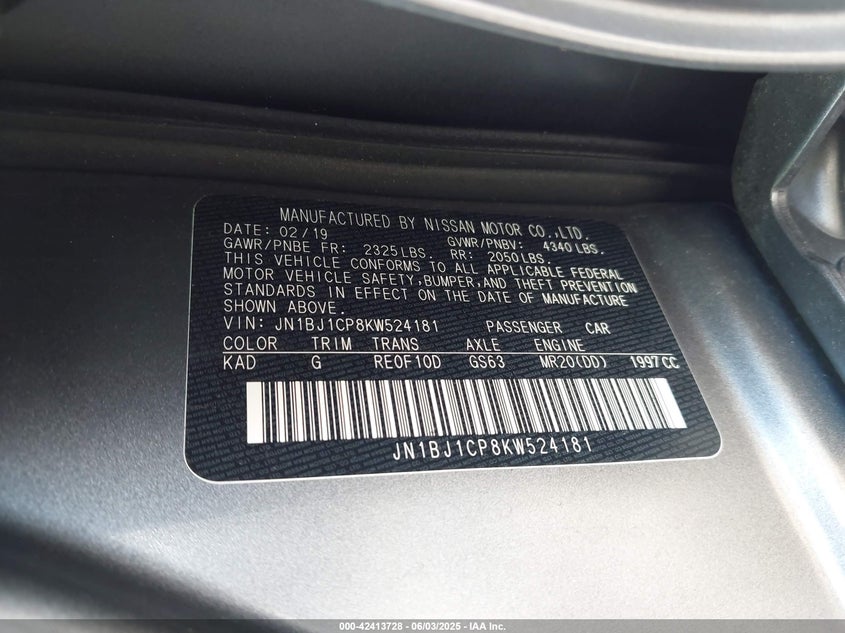 MANUFACTURED BY NISSAN MOTOR CO.,LTD.
DATE: 02/19 GVWR/PNBV: 4340 LBS.
GAWR/PNBE FR: 2325LBS. RR: 2050LBS.
THIS VEHICLE CONFORMS TO ALL APPLICABLE FEDERAL
MOTOR VEHICLE SAFETY,BUMPER,AND THEFT PREVENTION
STANDARDS IN EFFECT ON THE DATE OF MANUFACTURE
SHOWN ABOVE.
VIN: JN1BJ1CP8KW524181 PASSENGER CAR
COLOR TRIM TRANS AXLE ENGINE
KAD G RE0F10D GS63 MR20(DD) 1997CC
JN1BJ1CP8KW524181
000-42413728 - 06/03/2025 - IAA Inc.